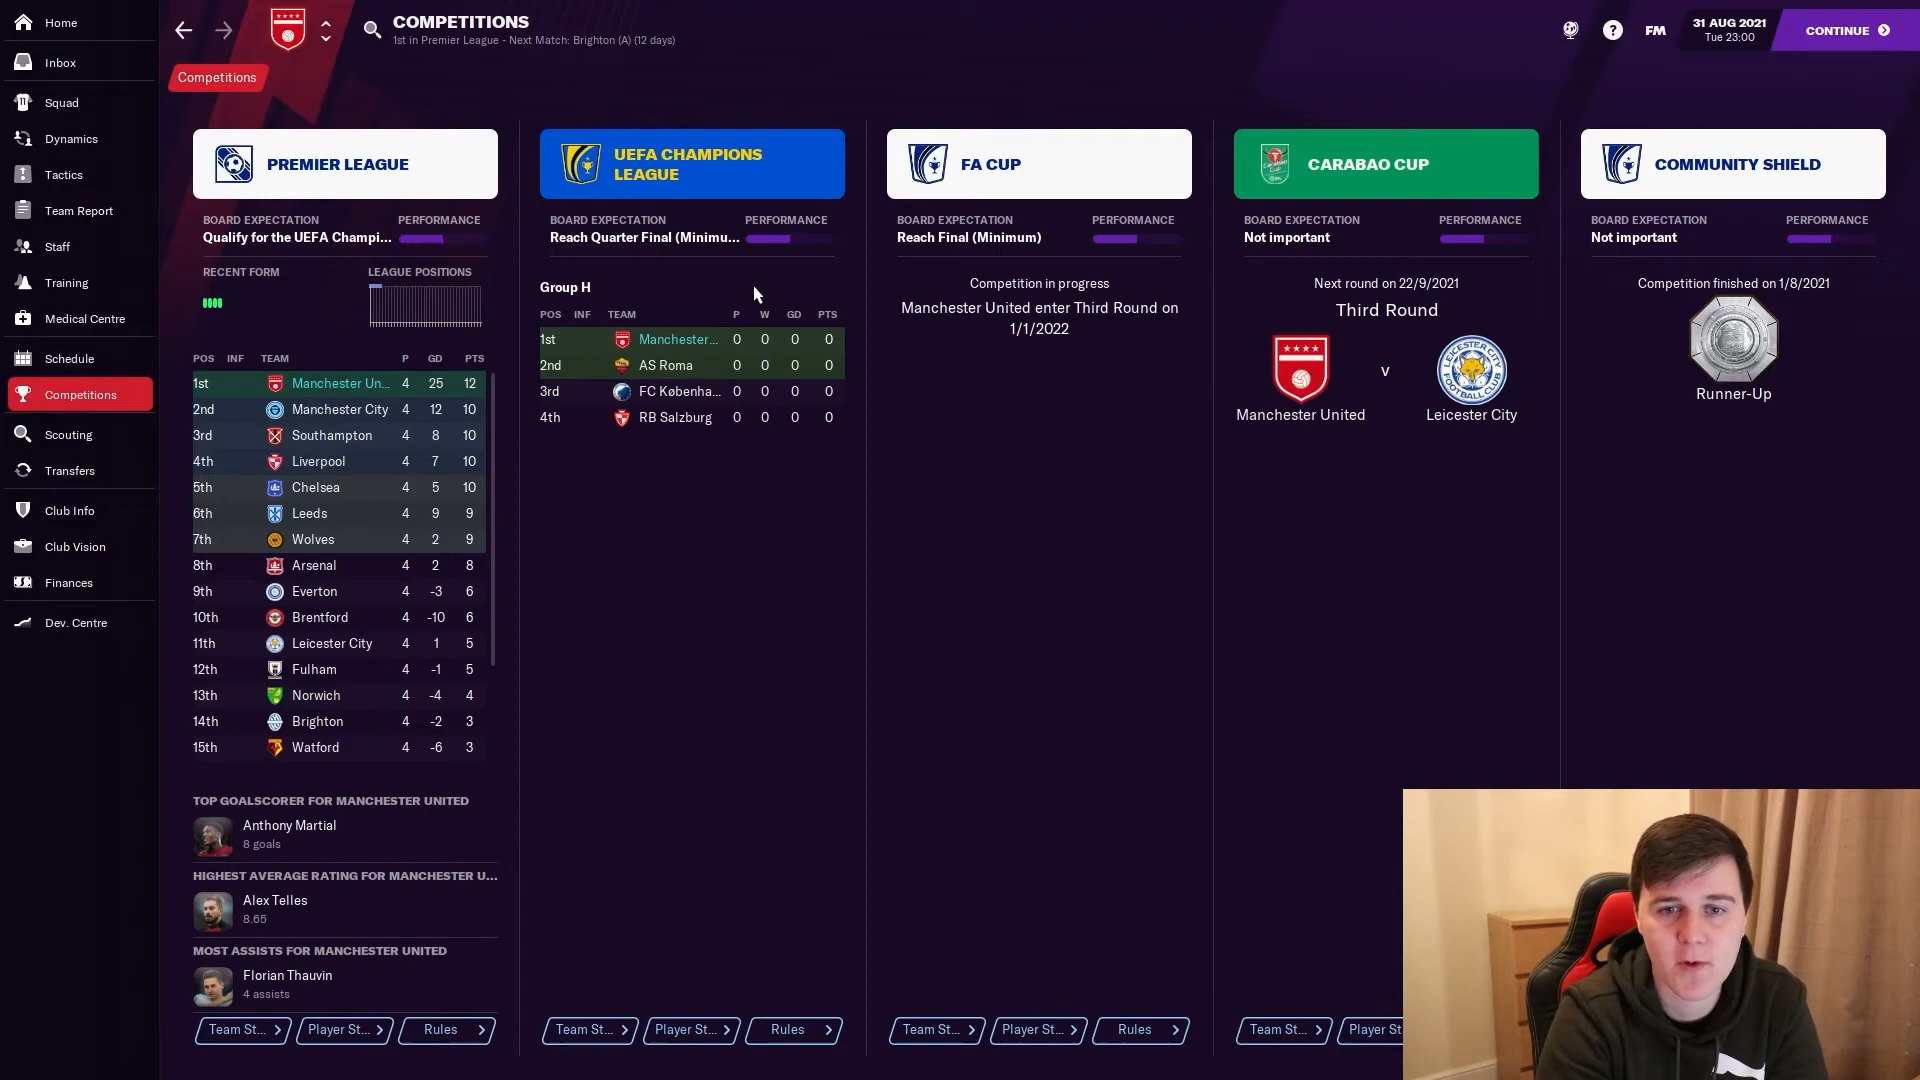 Home
Inbox
Squad
Dynamics
Tactics
Team Report
Staff
Training
Medical Centre
Schedule
Competitions
Scouting
Transfers
Club Info
Club Vision
Finances
Dev. Centre
COMPETITIONS
1st in Premier League - Next Match: Brighton (A) (12 days)
FM
31 AUG 2021
Tue 23:00
CONTINUE
Competitions
PREMIER LEAGUE
BOARD EXPECTATION PERFORMANCE
Qualify for the UEFA Champi...
RECENT FORM LEAGUE POSITIONS
POS INF TEAM P GD PTS
1st Manchester Un... 4 25 12
2nd Manchester City 4 12 10
3rd Southampton 4 8 10
4th Liverpool 4 7 10
5th Chelsea 4 5 10
6th Leeds 4 9 9
7th Wolves 4 2 9
8th Arsenal 4 2 8
9th Everton 4 -3 6
10th Brentford 4 -10 6
11th Leicester City 4 1 5
12th Fulham 4 -1 5
13th Norwich 4 -4 4
14th Brighton 4 -2 3
15th Watford 4 -6 3
TOP GOALSCORER FOR MANCHESTER UNITED
Anthony Martial
8 goals
HIGHEST AVERAGE RATING FOR MANCHESTER U...
Alex Telles
8.65
MOST ASSISTS FOR MANCHESTER UNITED
Florian Thauvin
4 assists
Team St... Player St... Rules
UEFA CHAMPIONS
LEAGUE
BOARD EXPECTATION PERFORMANCE
Reach Quarter Final (Minimu...
Group H
POS INF TEAM P W GD PTS
1st Manchester... 0 0 0 0
2nd AS Roma 0 0 0 0
3rd FC Københa... 0 0 0 0
4th RB Salzburg 0 0 0 0
Team St... Player St... Rules
FA CUP
BOARD EXPECTATION PERFORMANCE
Reach Final (Minimum)
Competition in progress
Manchester United enter Third Round on
1/1/2022
Team St... Player St... Rules
CARABAO CUP
BOARD EXPECTATION PERFORMANCE
Not important
Next round on 22/9/2021
Third Round
v
LEICESTER CITY
FOOTBALL CLUB
Manchester United Leicester City
Team St... Player St
COMMUNITY SHIELD
BOARD EXPECTATION PERFORMANCE
Not important
Competition finished on 1/8/2021
Runner-Up